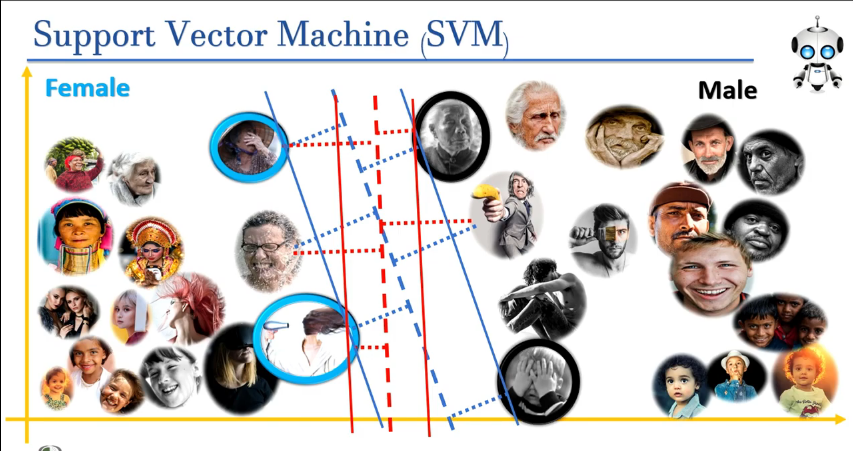 Support Vector Machine (SVM)
Female
Male